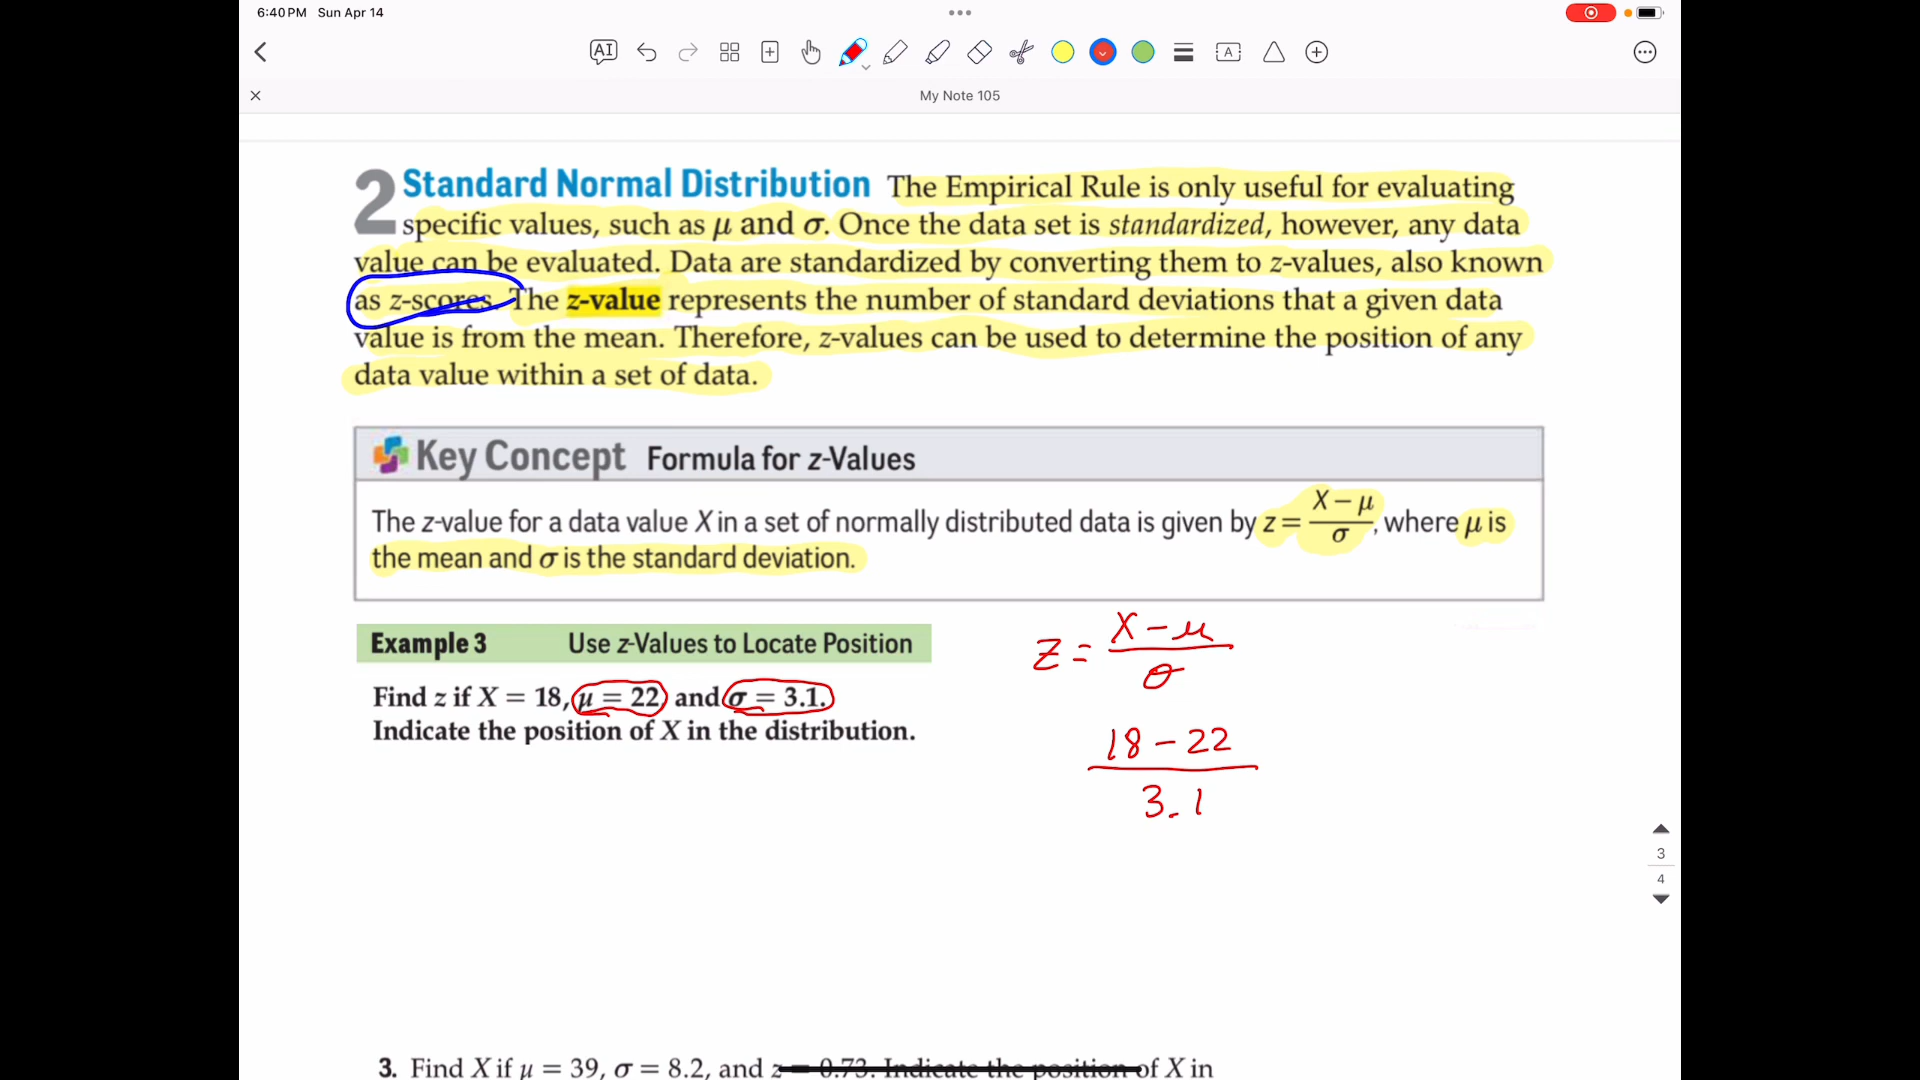 6:40 PM Sun Apr 14
AI
A
My Note 105
2 Standard Normal Distribution The Empirical Rule is only useful for evaluating
specific values, such as μ and σ. Once the data set is standardized, however, any data
value can be evaluated. Data are standardized by converting them to z-values, also known
as z-scores. The z-value represents the number of standard deviations that a given data
value is from the mean. Therefore, z-values can be used to determine the position of any
data value within a set of data.
Key Concept Formula for z-Values
The z-value for a data value X in a set of normally distributed data is given by z = X – μ / σ, where μ is
the mean and σ is the standard deviation.
Example 3 Use z-Values to Locate Position
Find z if X = 18, μ = 22, and σ = 3.1.
Indicate the position of X in the distribution.
z = X – μ / σ
18 – 22
3.1
3
4
3. Find X if μ = 39, σ = 8.2, and z = 0.73. Indicate the position of X in